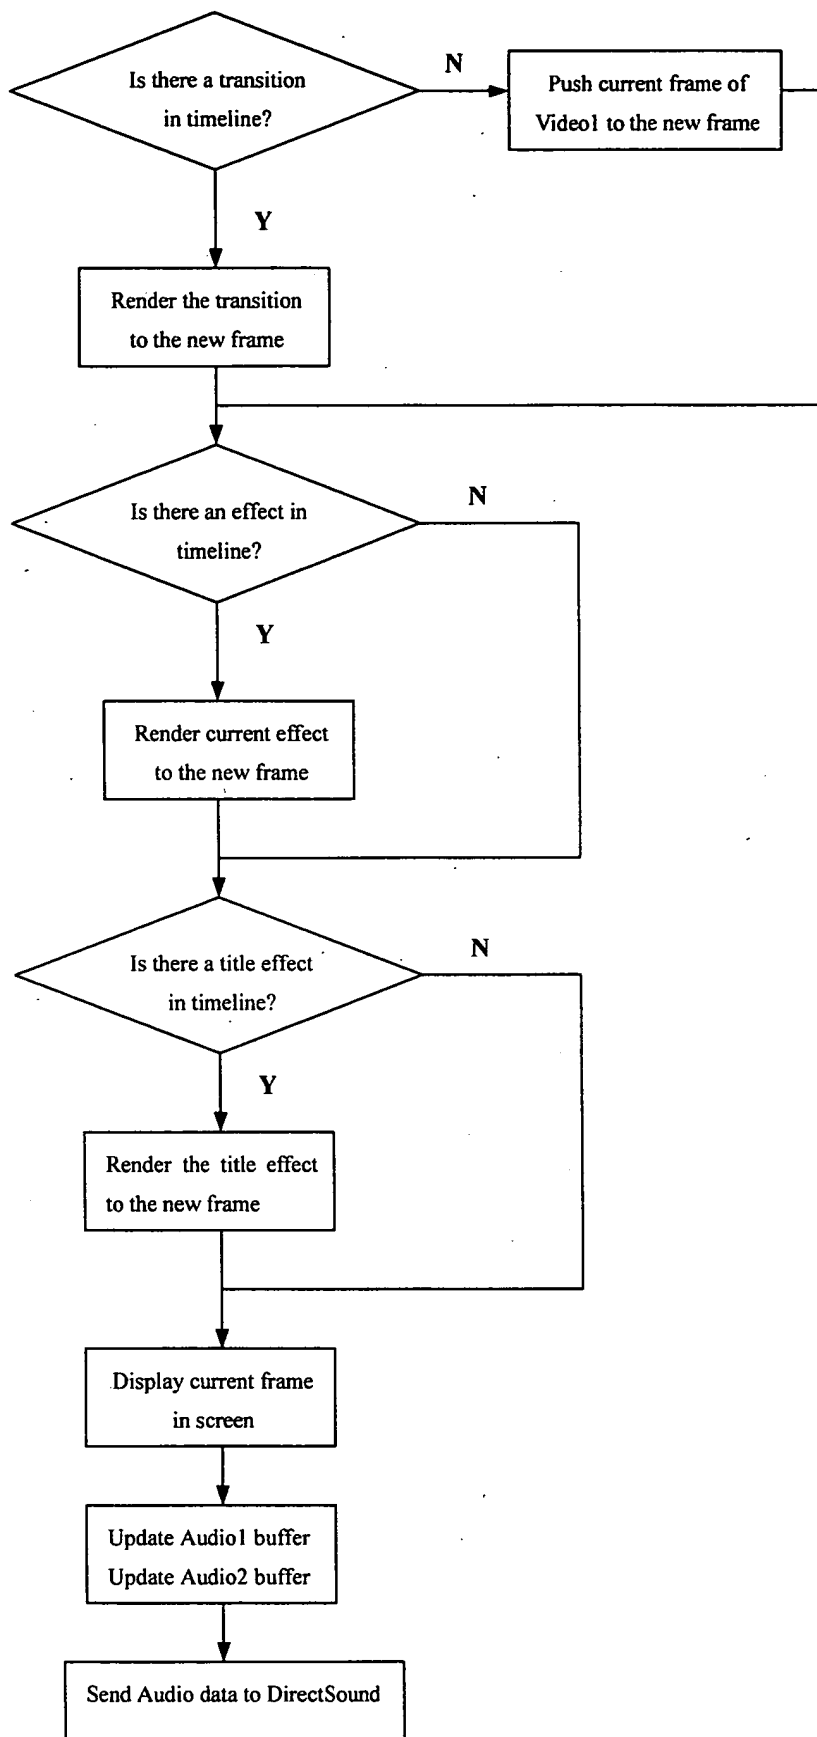 Is there a transition
in timeline?
N
Push current frame of
Video1 to the new frame
Y
Render the transition
to the new frame
Is there an effect in
timeline?
N
Y
Render current effect
to the new frame
Is there a title effect
in timeline?
N
Y
Render the title effect
to the new frame
Display current frame
in screen
Update Audio1 buffer
Update Audio2 buffer
Send Audio data to DirectSound